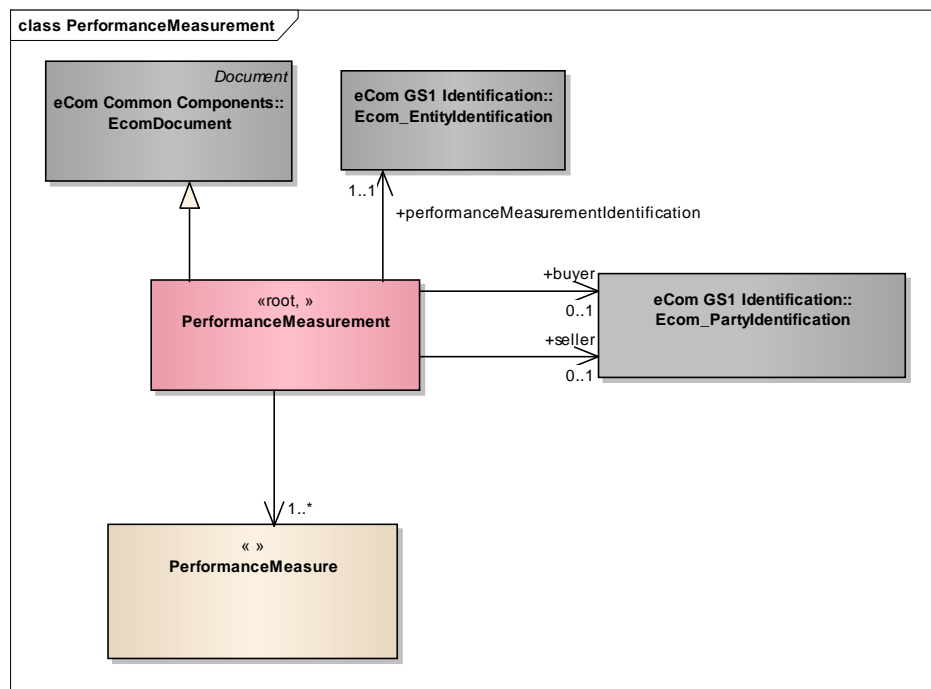 class PerformanceMeasurement
Document
eCom Common Components::
EcomDocument
eCom GS1 Identification::
Ecom_EntityIdentification
1..1
+performanceMeasurementIdentification
«root, »
PerformanceMeasurement
+buyer
0..1
+seller
0..1
eCom GS1 Identification::
Ecom_PartyIdentification
1..*
« »
PerformanceMeasure